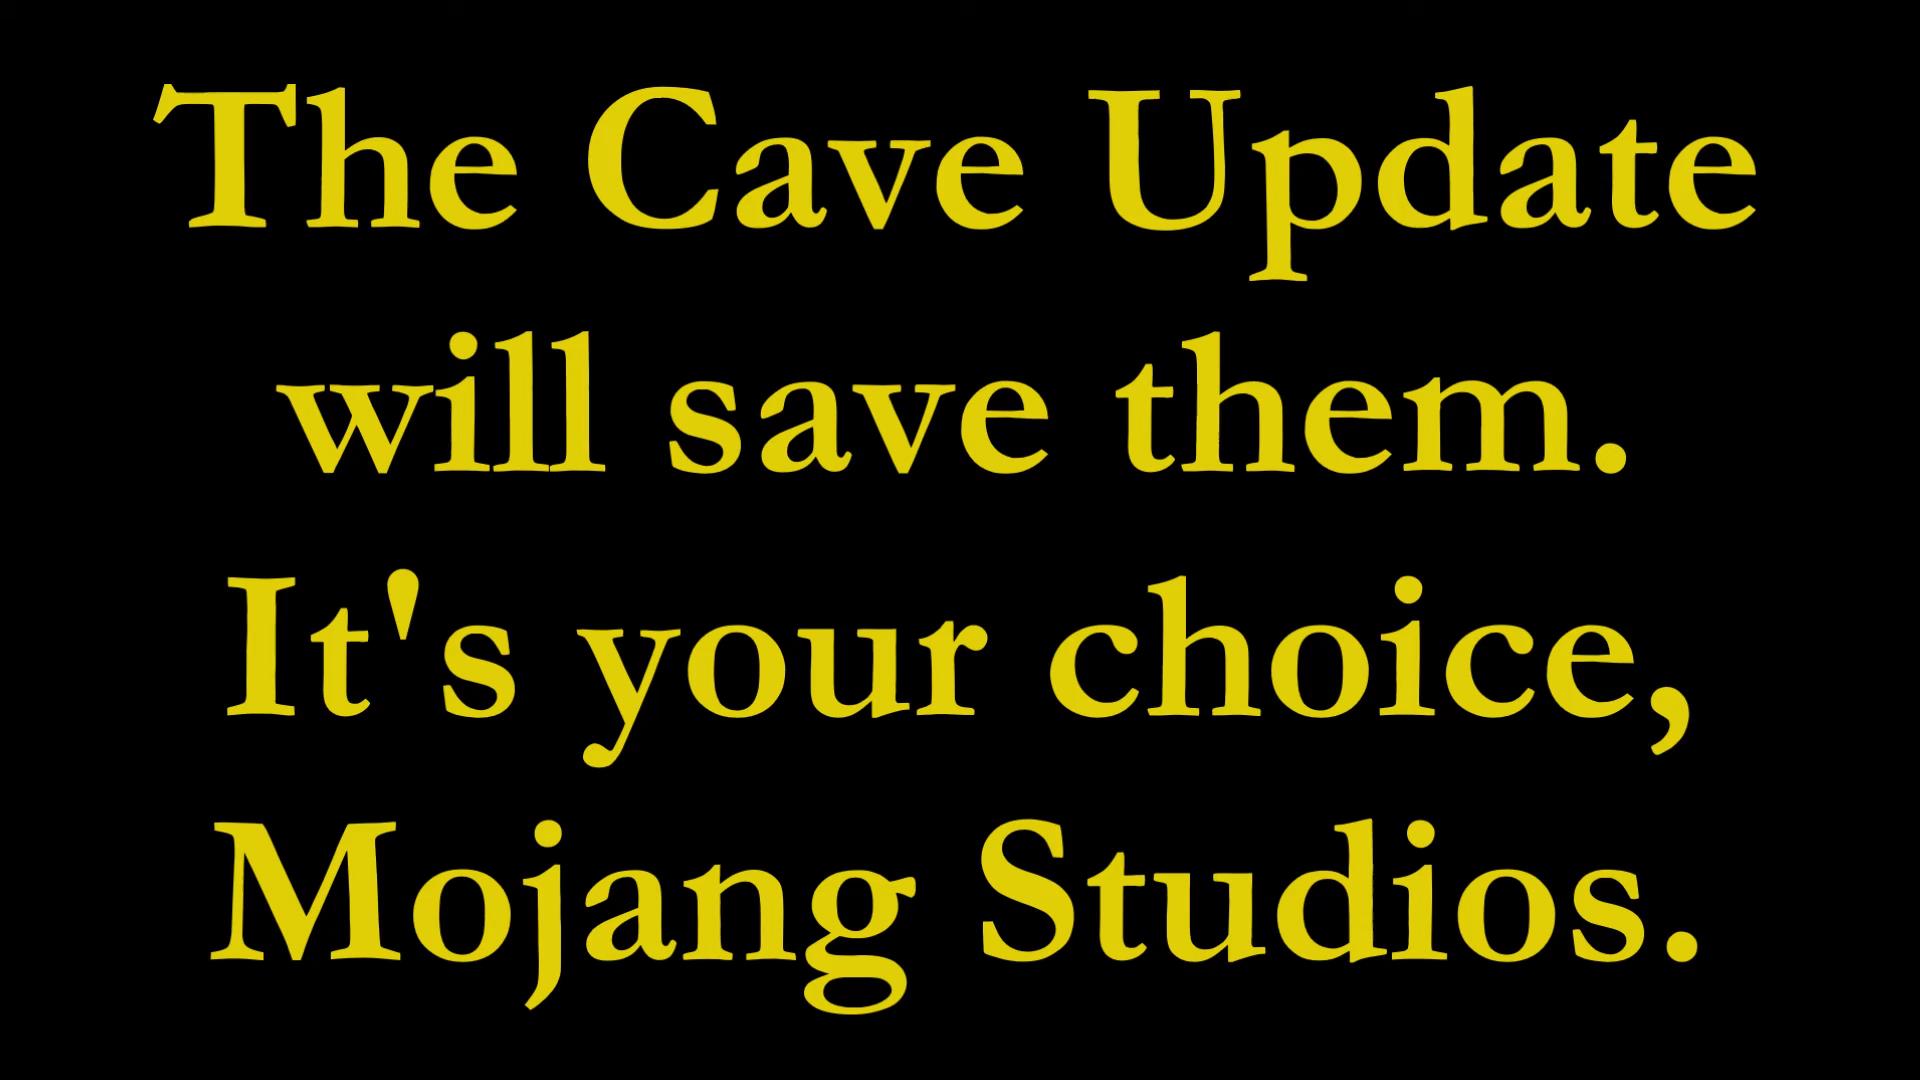 The Cave Update
will save them.
It's your choice,
Mojang Studios.